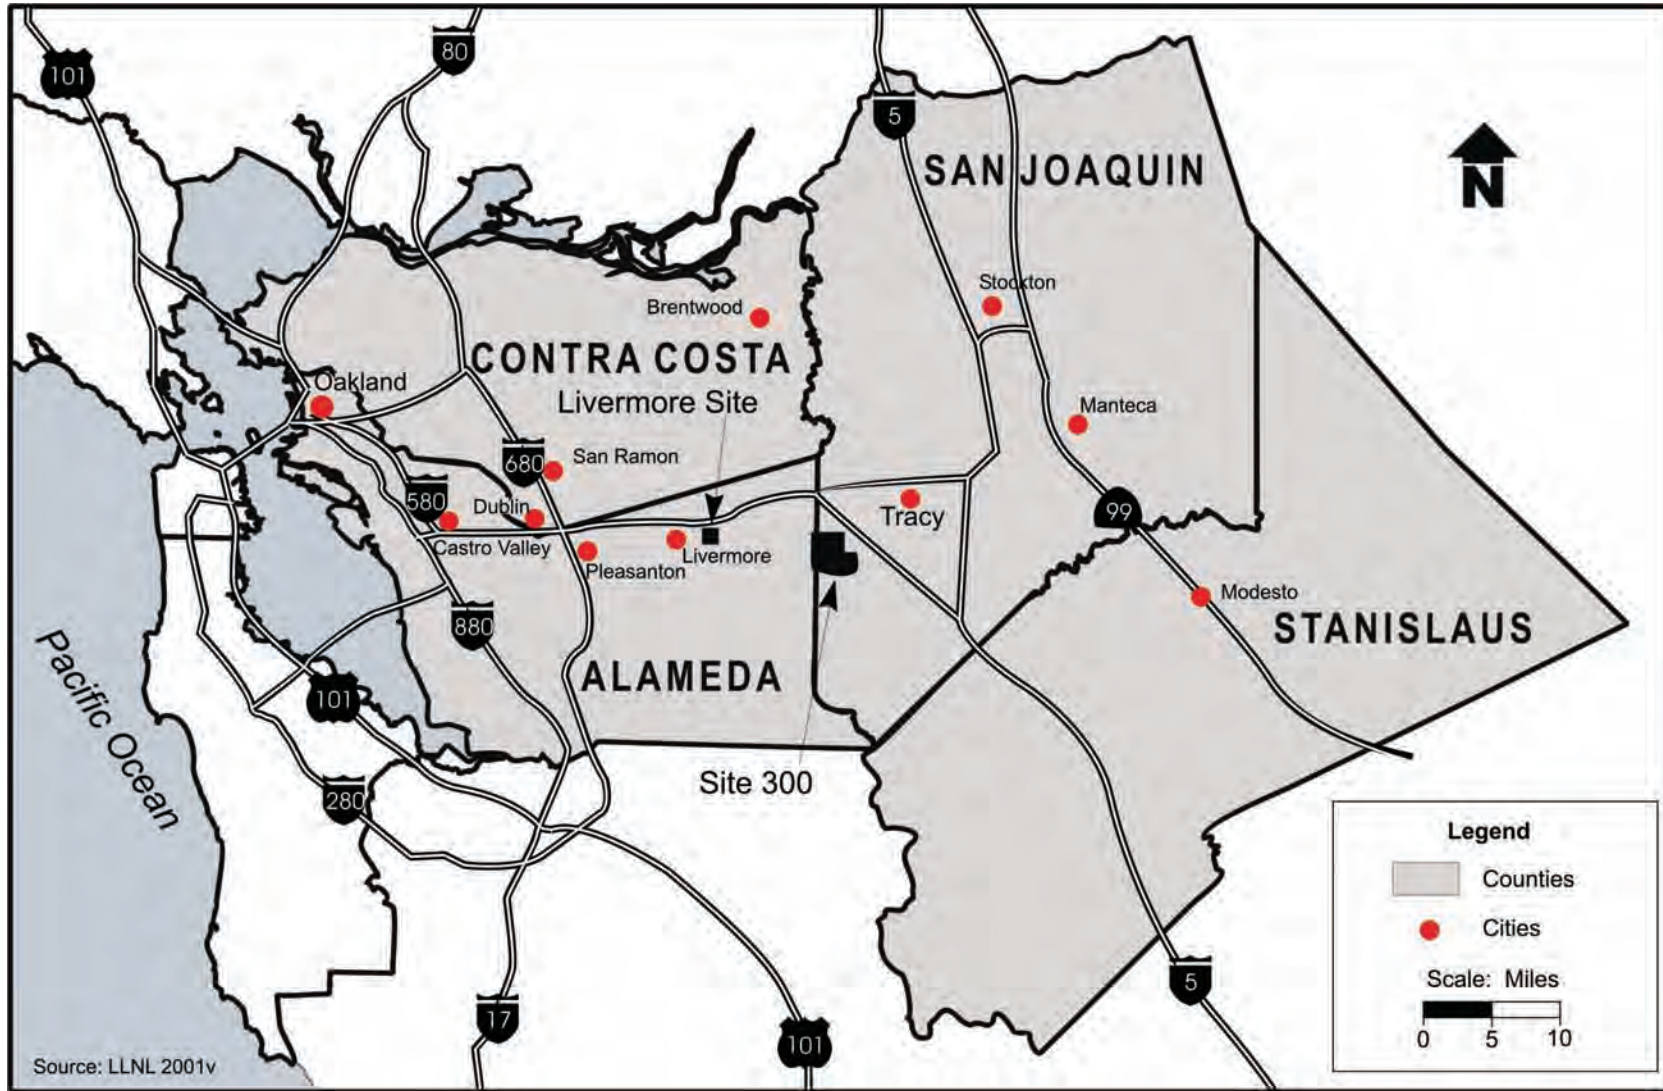 80
101
5
SAN JOAQUIN
N
Stockton
Brentwood
CONTRA COSTA
Oakland
Livermore Site
Manteca
San Ramon
680
580
Dublin
Tracy
99
Castro Valley
Livermore
Pleasanton
Modesto
880
STANISLAUS
ALAMEDA
Pacific Ocean
101
Site 300
280
Legend
Counties
Cities
Scale: Miles
0 5 10
5
17
101
Source: LLNL 2001v